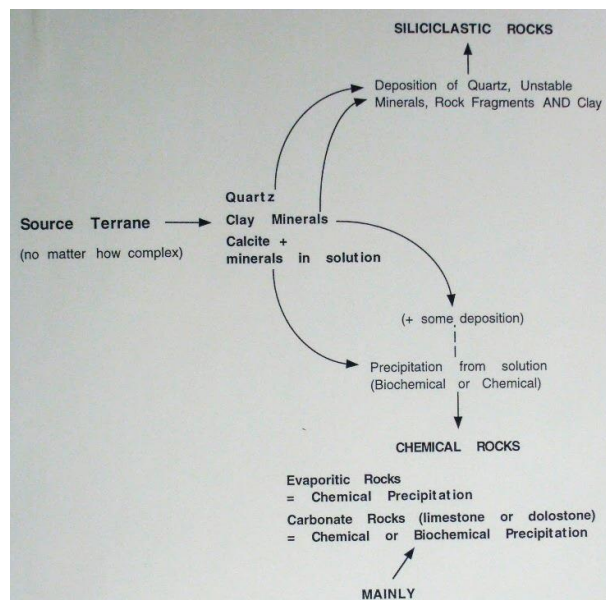 SILICICLASTIC ROCKS
Deposition of Quartz, Unstable
Minerals, Rock Fragments AND Clay
Quartz
Source Terrane
Clay Minerals
(no matter how complex)
Calcite +
minerals in solution
(+ some deposition)
Precipitation from solution
(Biochemical or Chemical)
CHEMICAL ROCKS
Evaporitic Rocks
= Chemical Precipitation
Carbonate Rocks (limestone or dolostone)
= Chemical or Biochemical Precipitation
MAINLY